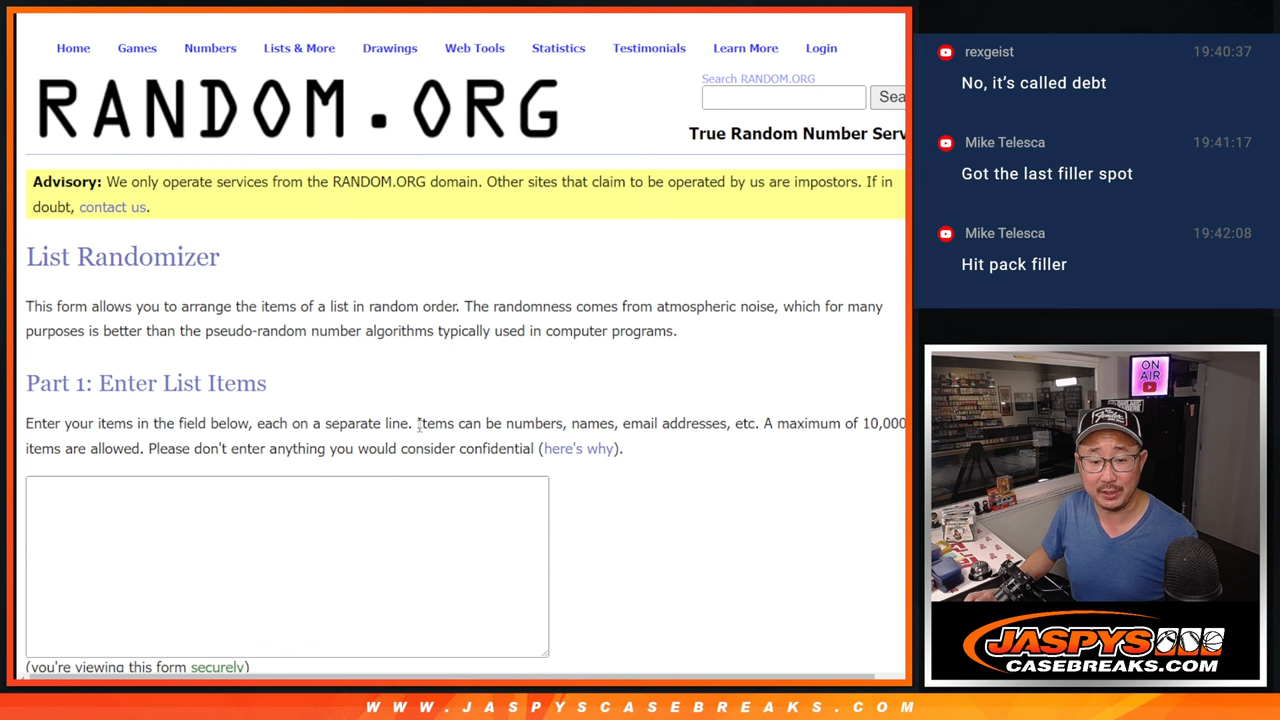 Home Games Numbers Lists & More Drawings Web Tools Statistics Testimonials Learn More Login
RANDOM.ORG
Search RANDOM.ORG
Sea
True Random Number Serv
Advisory: We only operate services from the RANDOM.ORG domain. Other sites that claim to be operated by us are impostors. If in
doubt, contact us.
List Randomizer
This form allows you to arrange the items of a list in random order. The randomness comes from atmospheric noise, which for many
purposes is better than the pseudo-random number algorithms typically used in computer programs.
Part 1: Enter List Items
Enter your items in the field below, each on a separate line. Items can be numbers, names, email addresses, etc. A maximum of 10,000
items are allowed. Please don't enter anything you would consider confidential (here's why).
(you're viewing this form securely)
rexgeist 19:40:37
No, it's called debt
Mike Telesca 19:41:17
Got the last filler spot
Mike Telesca 19:42:08
Hit pack filler
ON
AIR
Fender
JASPYS
CASEBREAKS.COM
WWW.JASPYSCASEBREAKS.COM